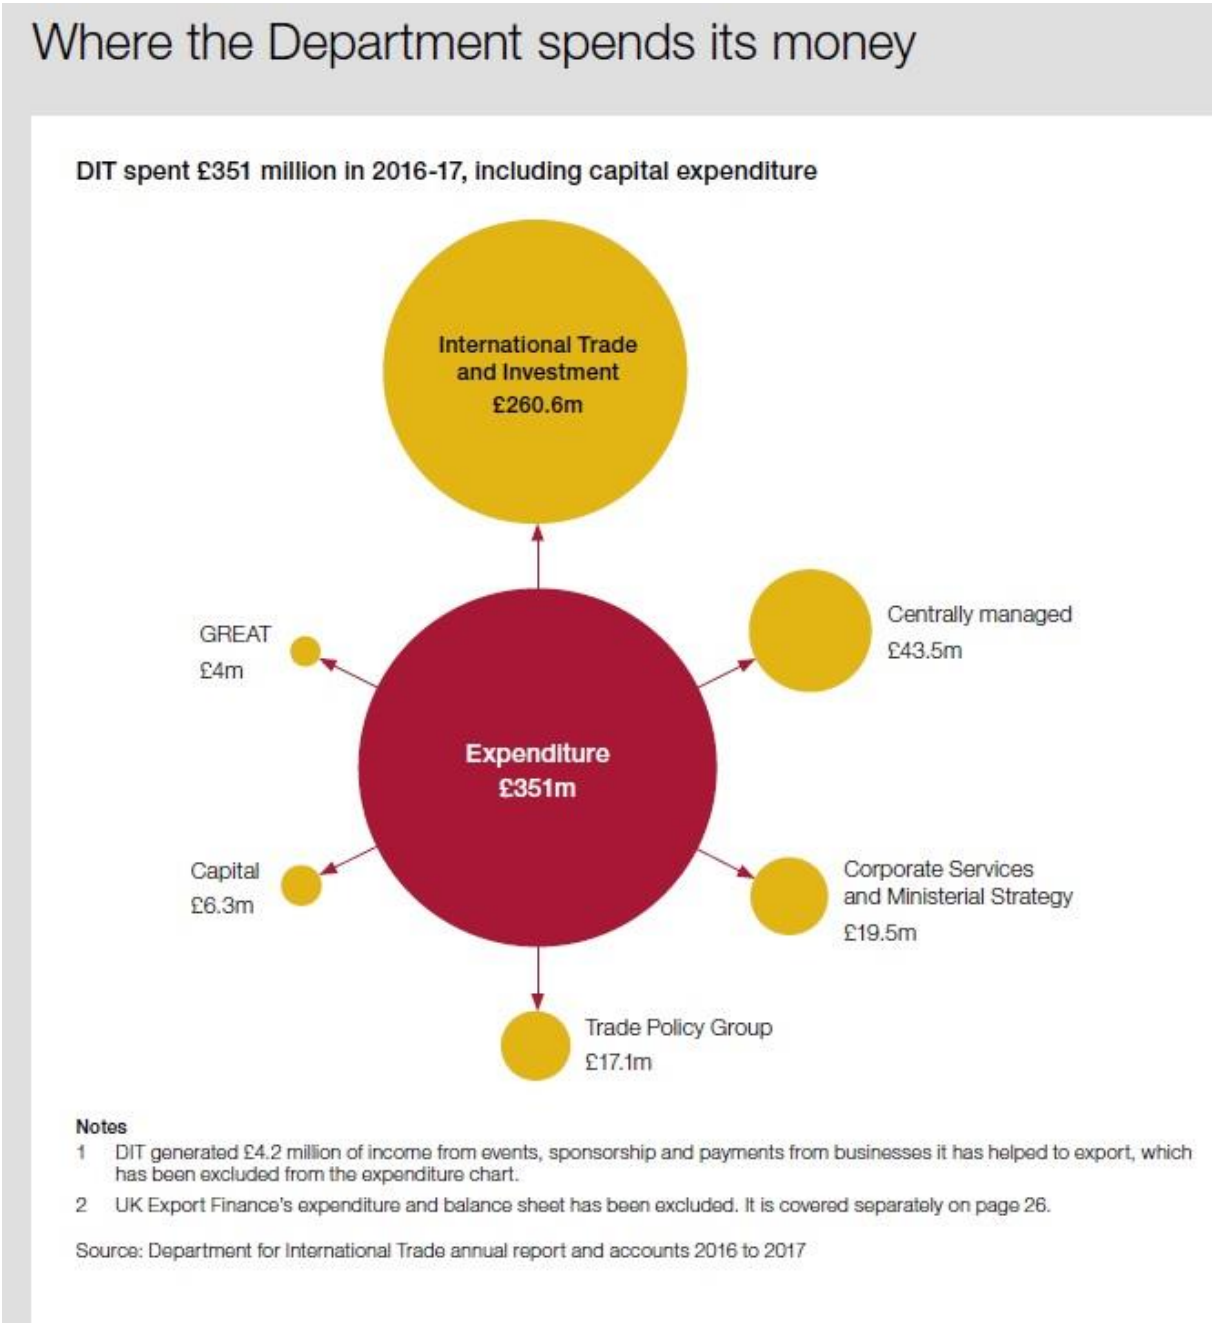 Where the Department spends its money
DIT spent £351 million in 2016-17, including capital expenditure
International Trade
and Investment
£260.6m
GREAT
£4m
Centrally managed
£43.5m
Expenditure
£351m
Capital
£6.3m
Corporate Services
and Ministerial Strategy
£19.5m
Trade Policy Group
£17.1m
Notes
1 DIT generated £4.2 million of income from events, sponsorship and payments from businesses it has helped to export, which
has been excluded from the expenditure chart.
2 UK Export Finance's expenditure and balance sheet has been excluded. It is covered separately on page 26.
Source: Department for International Trade annual report and accounts 2016 to 2017